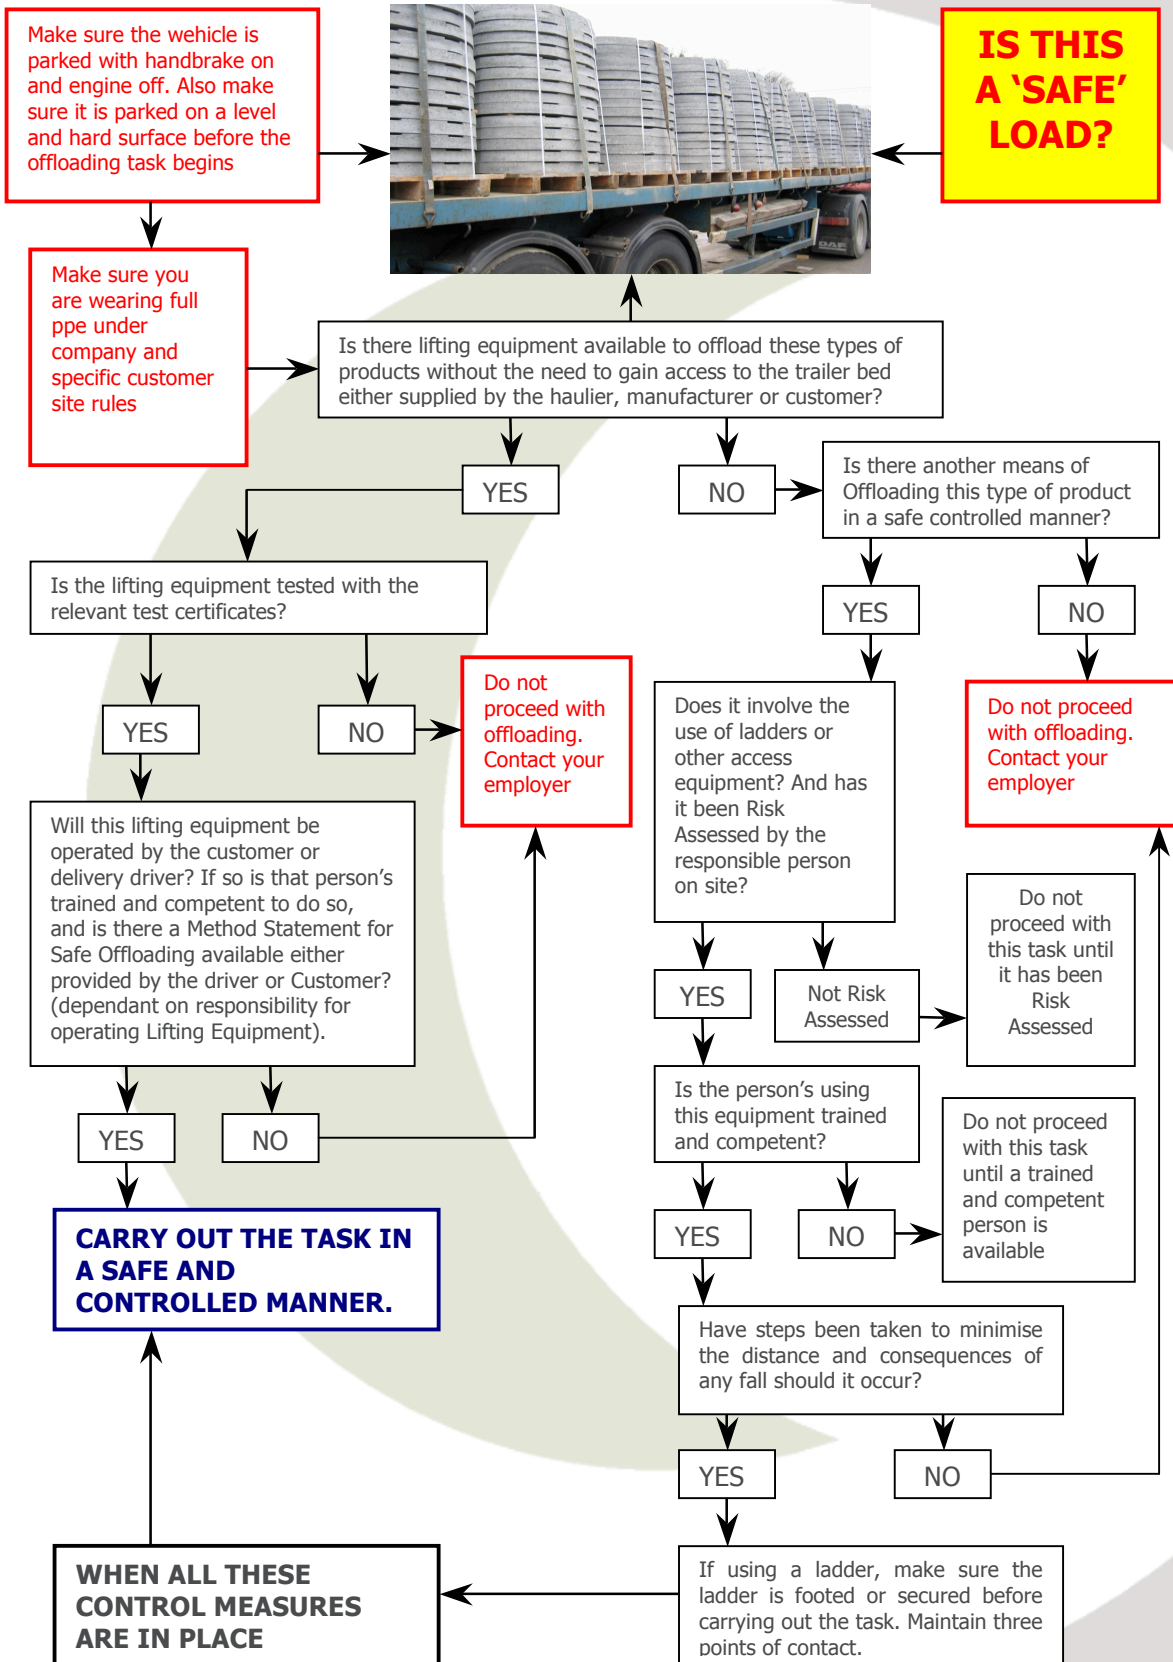 Make sure the wehicle is
parked with handbrake on
and engine off. Also make
sure it is parked on a level
and hard surface before the
offloading task begins
IS THIS
A ‘SAFE’
LOAD?
Make sure you
are wearing full
ppe under
company and
specific customer
site rules
Is there lifting equipment available to offload these types of
products without the need to gain access to the trailer bed
either supplied by the haulier, manufacturer or customer?
YES
NO
Is there another means of
Offloading this type of product
in a safe controlled manner?
Is the lifting equipment tested with the
relevant test certificates?
YES
NO
YES
NO
Do not
proceed with
offloading.
Contact your
employer
Does it involve the
use of ladders or
other access
equipment? And has
it been Risk
Assessed by the
responsible person
on site?
Do not proceed
with offloading.
Contact your
employer
Will this lifting equipment be
operated by the customer or
delivery driver? If so is that person’s
trained and competent to do so,
and is there a Method Statement for
Safe Offloading available either
provided by the driver or Customer?
(dependant on responsibility for
operating Lifting Equipment).
YES
Not Risk
Assessed
Do not
proceed with
this task until
it has been
Risk
Assessed
YES
NO
Is the person’s using
this equipment trained
and competent?
Do not proceed
with this task
until a trained
and competent
person is
available
YES
NO
CARRY OUT THE TASK IN
A SAFE AND
CONTROLLED MANNER.
Have steps been taken to minimise
the distance and consequences of
any fall should it occur?
YES
NO
WHEN ALL THESE
CONTROL MEASURES
ARE IN PLACE
If using a ladder, make sure the
ladder is footed or secured before
carrying out the task. Maintain three
points of contact.
DAF